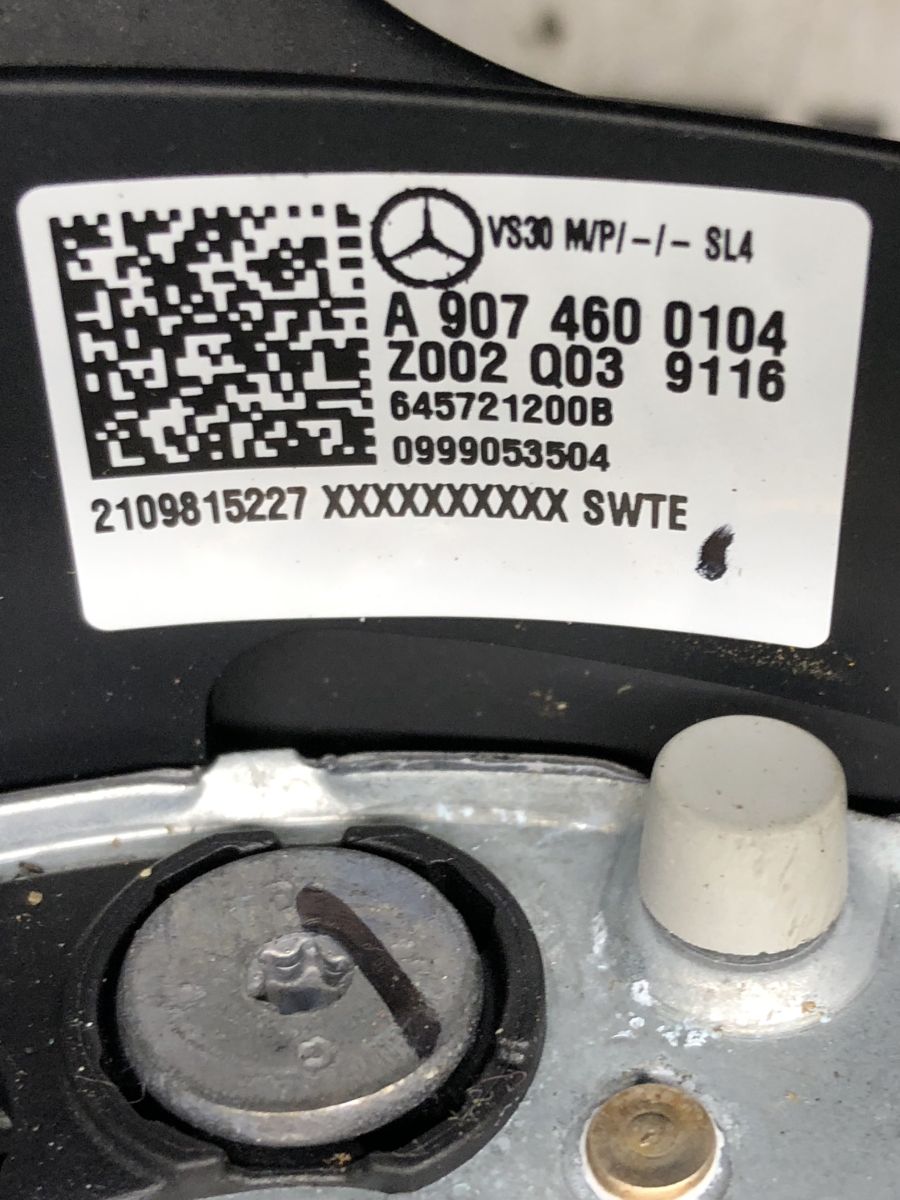 VS30 M/P/-/- SL4
A 907 460 0104
Z002 Q03 9116
645721200B
0999053504
2109815227 XXXXXXXXXX SWTE